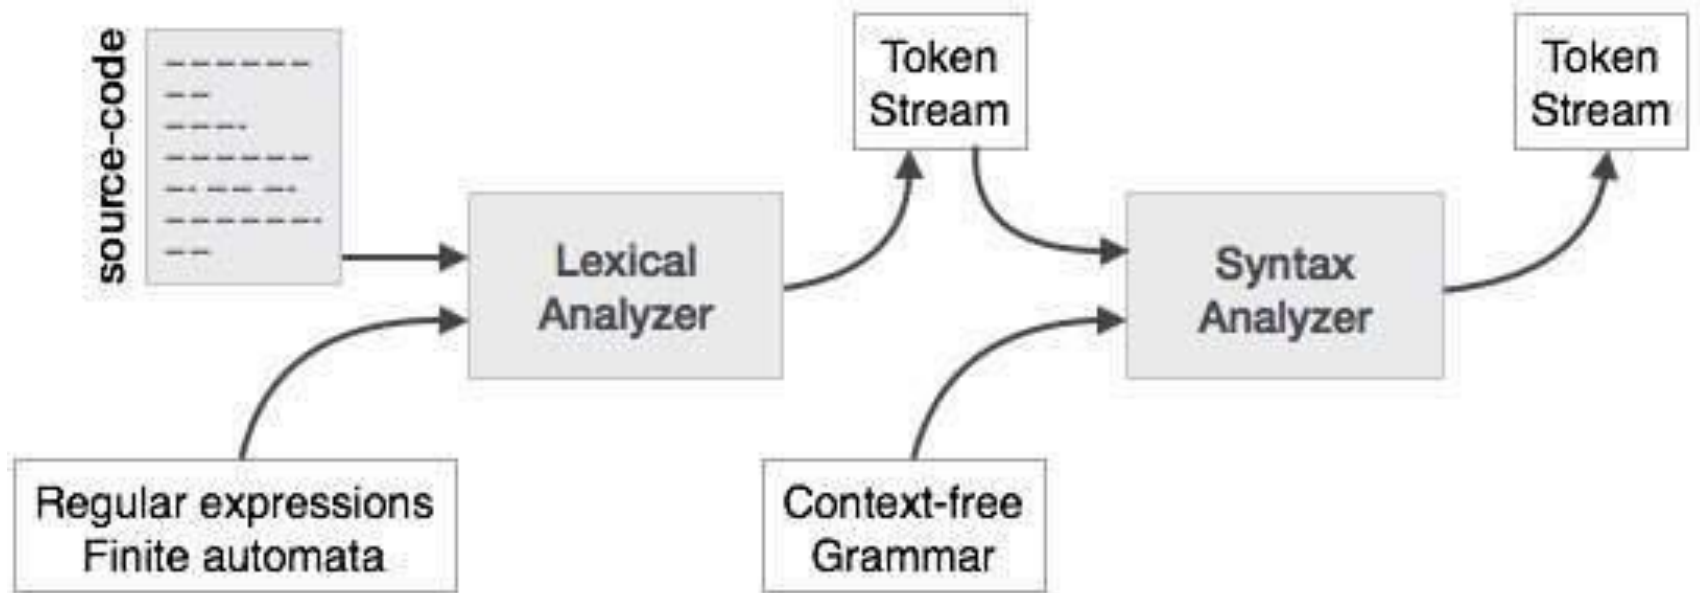 source-code
Token
Stream
Token
Stream
Lexical
Analyzer
Syntax
Analyzer
Regular expressions
Finite automata
Context-free
Grammar